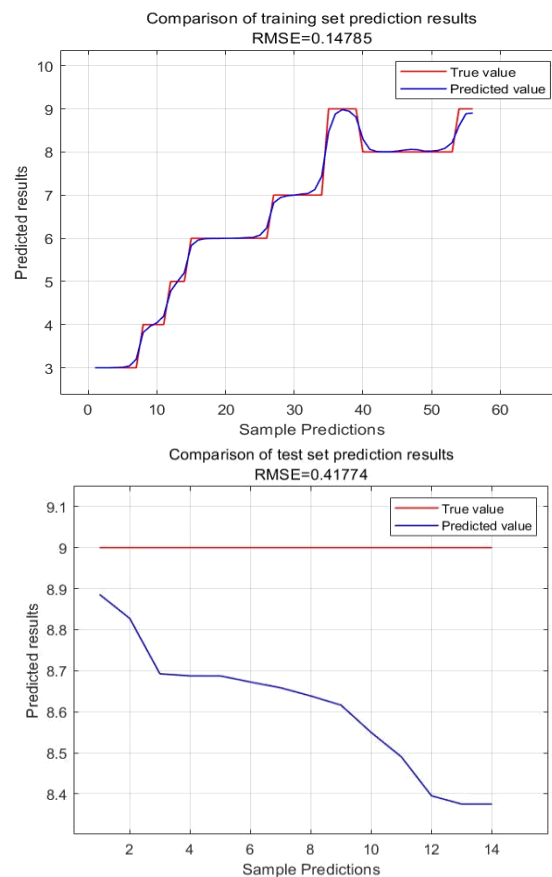 Comparison of training set prediction results
RMSE=0.14785
True value
Predicted value
Predicted results
10
9
8
7
6
5
4
3
0 10 20 30 40 50 60
Sample Predictions
Comparison of test set prediction results
RMSE=0.41774
True value
Predicted value
Predicted results
9.1
9
8.9
8.8
8.7
8.6
8.5
8.4
2 4 6 8 10 12 14
Sample Predictions